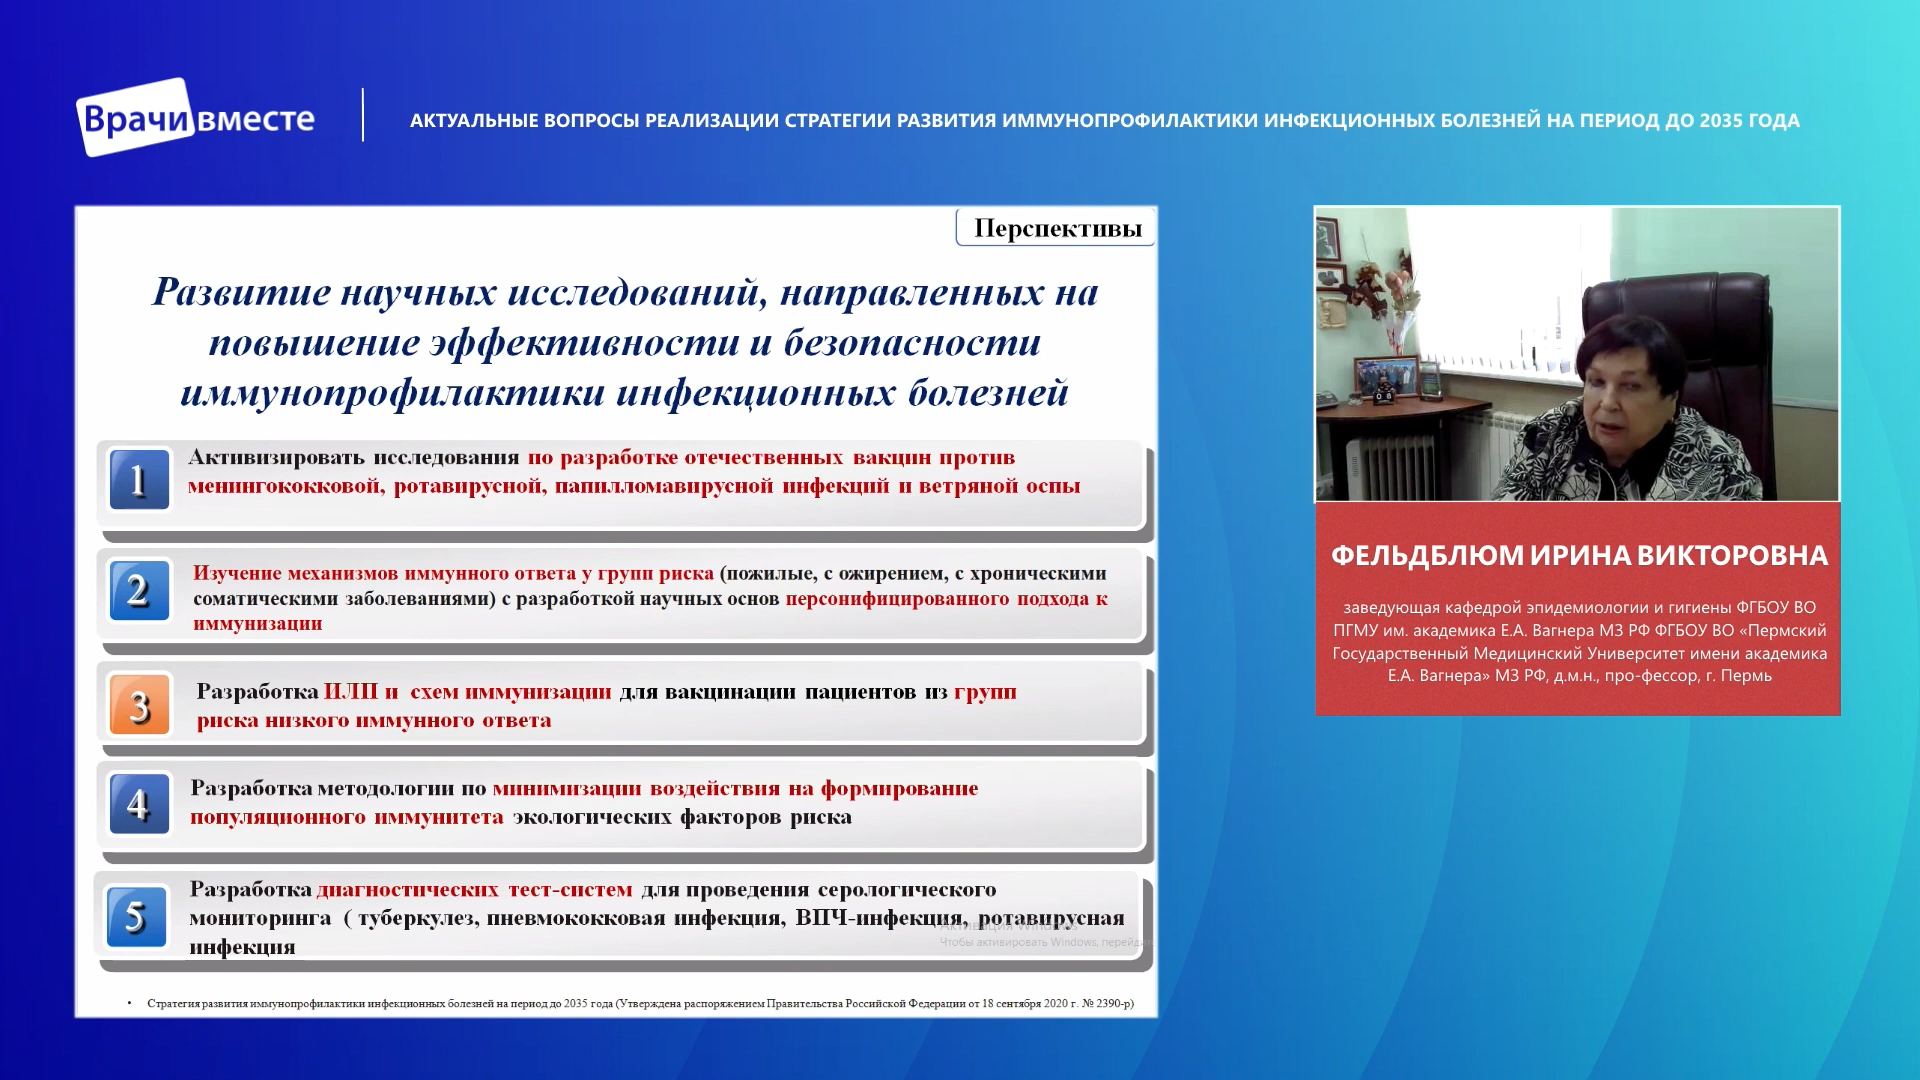 Врачи вместе
АКТУАЛЬНЫЕ ВОПРОСЫ РЕАЛИЗАЦИИ СТРАТЕГИИ РАЗВИТИЯ ИММУНОПРОФИЛАКТИКИ ИНФЕКЦИОННЫХ БОЛЕЗНЕЙ НА ПЕРИОД ДО 2035 ГОДА
Перспективы
Развитие научных исследований, направленных на
повышение эффективности и безопасности
иммунопрофилактики инфекционных болезней
1
Активизировать исследования по разработке отечественных вакцин против
менингококковой, ротавирусной, папилломавирусной инфекций и ветряной оспы
2
Изучение механизмов иммунного ответа у групп риска (пожилые, с ожирением, с хроническими
соматическими заболеваниями) с разработкой научных основ персонифицированного подхода к
иммунизации
3
Разработка ИЛП и схем иммунизации для вакцинации пациентов из групп
риска низкого иммунного ответа
4
Разработка методологии по минимизации воздействия на формирование
популяционного иммунитета экологических факторов риска
5
Разработка диагностических тест-систем для проведения серологического
мониторинга ( туберкулез, пневмококковая инфекция, ВПЧ-инфекция, ротавирусная
инфекция
Активация Windows
Чтобы активировать Windows, перейдит
• Стратегия развития иммунопрофилактики инфекционных болезней на период до 2035 года (Утверждена распоряжением Правительства Российской Федерации от 18 сентября 2020 г. № 2390-р)
ФЕЛЬДБЛЮМ ИРИНА ВИКТОРОВНА
заведующая кафедрой эпидемиологии и гигиены ФГБОУ ВО
ПГМУ им. академика Е.А. Вагнера МЗ РФ ФГБОУ ВО «Пермский
Государственный Медицинский Университет имени академика
Е.А. Вагнера» МЗ РФ, д.м.н., про-фессор, г. Пермь